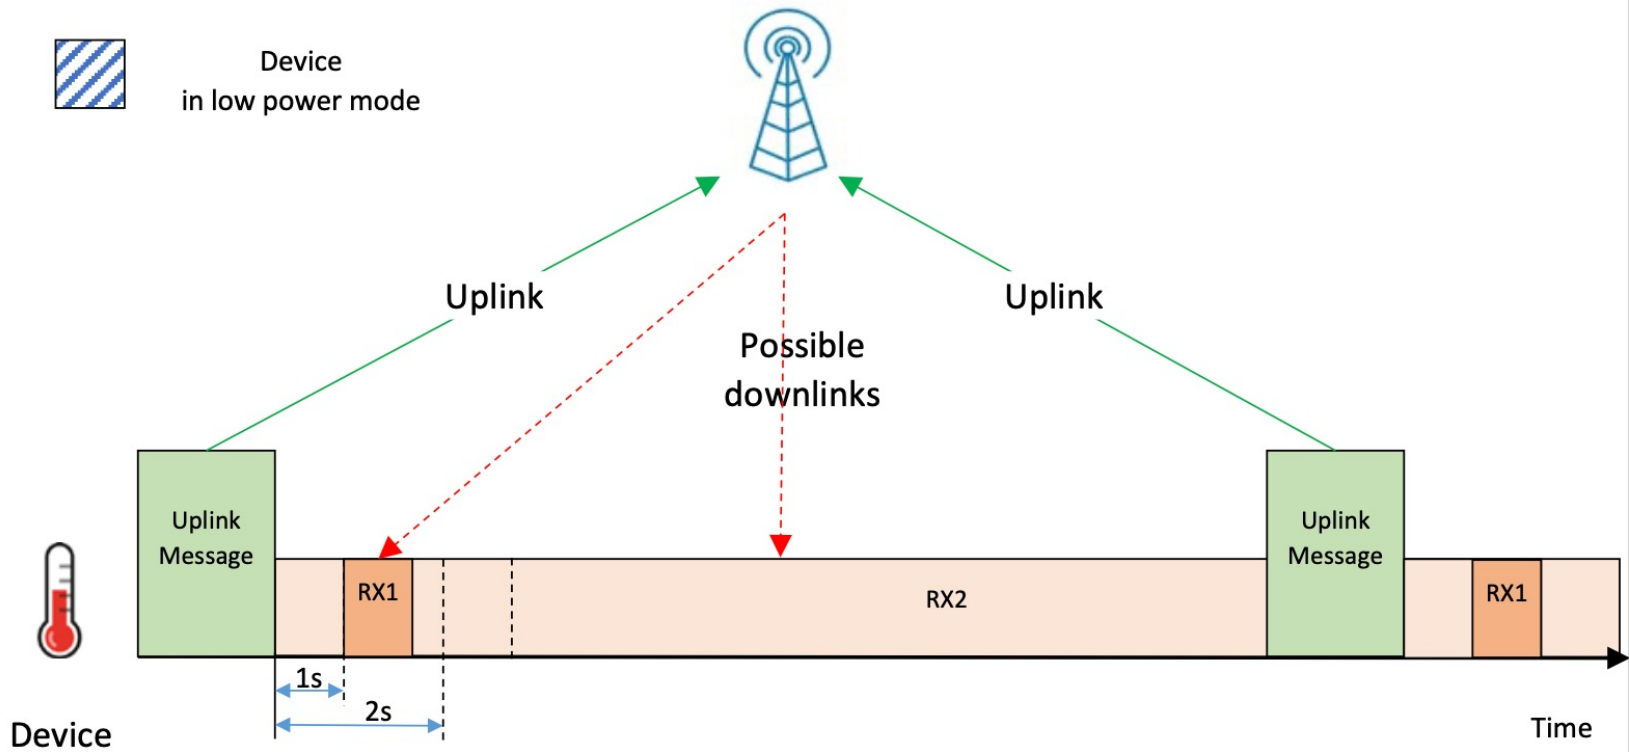 Device
in low power mode
Uplink
Uplink
Possible
downlinks
Uplink
Message
RX1
RX2
Uplink
Message
RX1
1s
2s
Device
Time